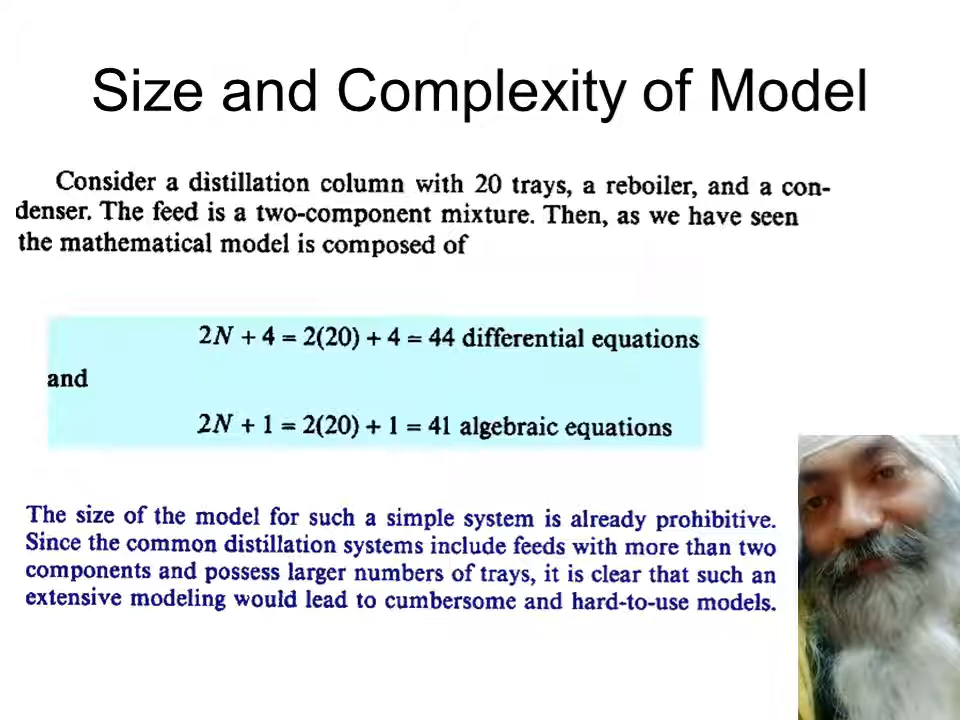 Size and Complexity of Model
Consider a distillation column with 20 trays, a reboiler, and a con-
denser. The feed is a two-component mixture. Then, as we have seen
the mathematical model is composed of
2N + 4 = 2(20) + 4 = 44 differential equations
and
2N + 1 = 2(20) + 1 = 41 algebraic equations
The size of the model for such a simple system is already prohibitive.
Since the common distillation systems include feeds with more than two
components and possess larger numbers of trays, it is clear that such an
extensive modeling would lead to cumbersome and hard-to-use models.